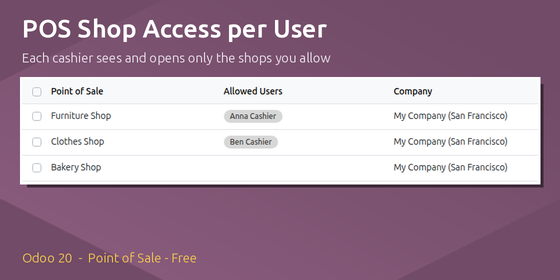 POS Shop Access per User
Each cashier sees and opens only the shops you allow
Point of Sale Allowed Users Company
Furniture Shop Anna Cashier My Company (San Francisco)
Clothes Shop Ben Cashier My Company (San Francisco)
Bakery Shop My Company (San Francisco)
Odoo 20 - Point of Sale - Free